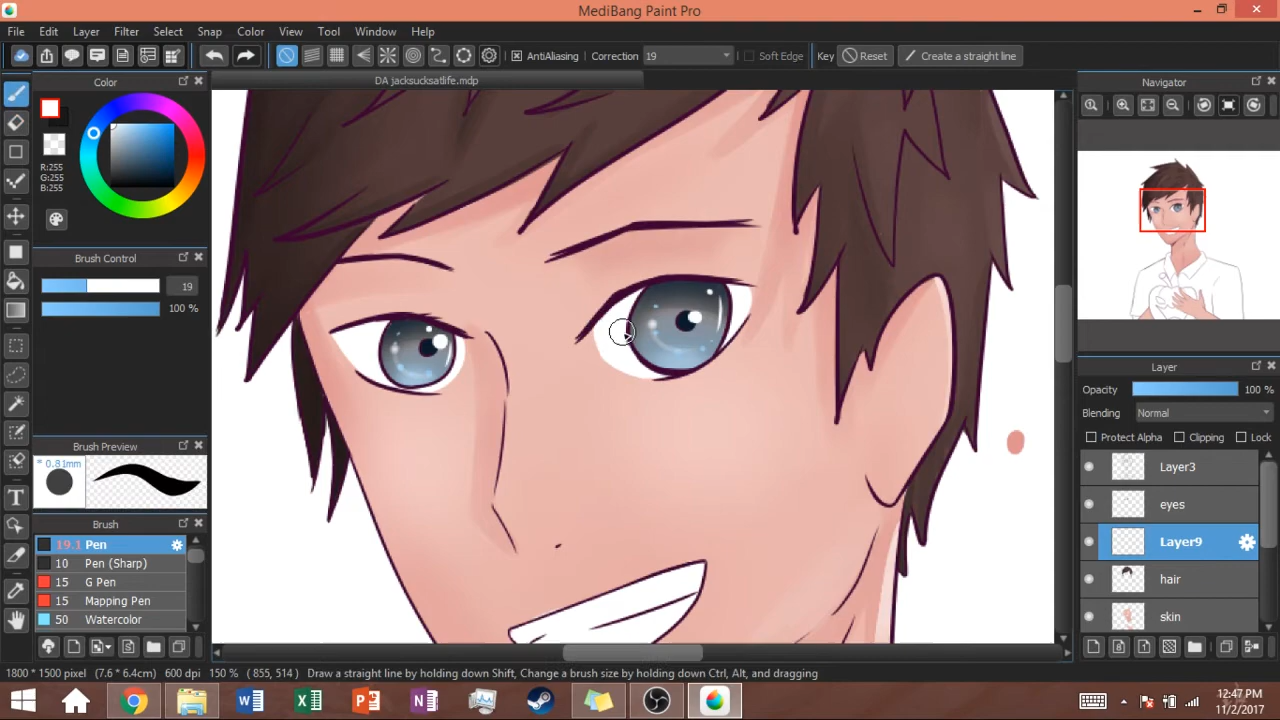 MediBang Paint Pro
File Edit Layer Filter Select Snap Color View Tool Window Help
AntiAliasing Correction 19 Soft Edge Key Reset Create a straight line
Color
DA jacksucksatlife.mdp
Navigator
R:255
G:255
B:255
Brush Control
19
100 %
Layer
Opacity 100 %
Blending Normal
Protect Alpha Clipping Lock
Brush Preview
* 0.81mm
Layer3
eyes
Layer9
hair
skin
Brush
19.1 Pen
10 Pen (Sharp)
15 G Pen
15 Mapping Pen
50 Watercolor
1800 * 1500 pixel (7.6 * 6.4cm) 600 dpi 150 % ( 855, 514 ) Draw a straight line by holding down Shift, Change a brush size by holding down Ctrl, Alt, and dragging
12:47 PM
11/2/2017